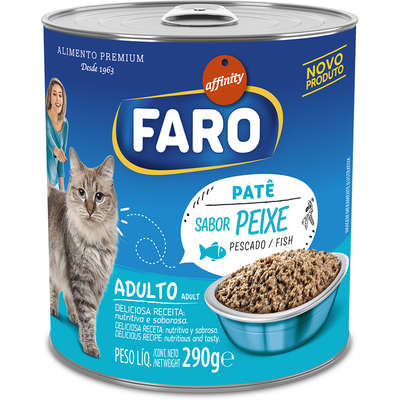 ALIMENTO PREMIUM
Desde 1963
affinity
NOVO
PRODUTO
FARO
PATÊ
SABOR PEIXE
PESCADO / FISH
ADULTO ADULT
DELICIOSA RECEITA:
nutritiva e saborosa.
DELICIOSA RECETA: nutritiva y sabrosa.
DELICIOUS RECIPE: nutritious and tasty.
PESO LÍQ. /CONT. NETO
/NET WEIGHT 290g e